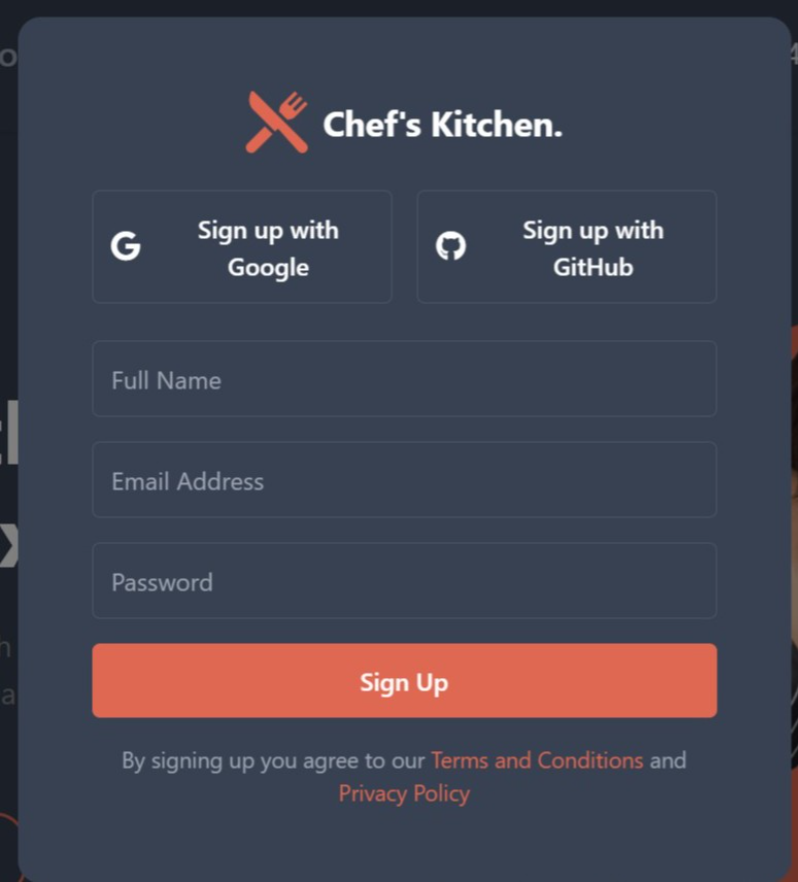 Chef's Kitchen.
Sign up with
Google
Sign up with
GitHub
Full Name
Email Address
Password
Sign Up
By signing up you agree to our Terms and Conditions and
Privacy Policy